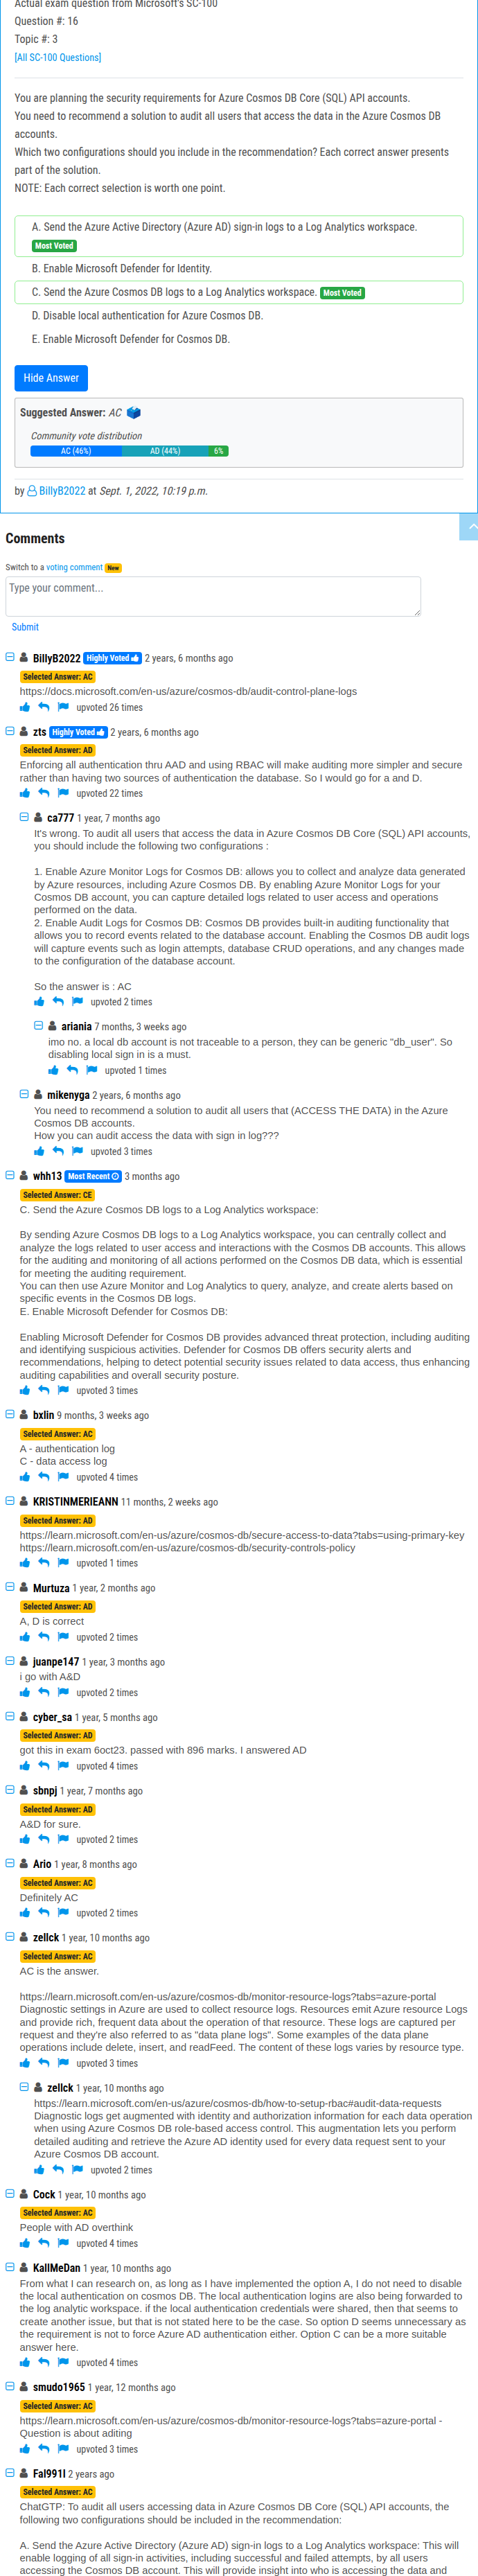 Actual exam question from Microsoft's SC-100
Question #: 16
Topic #: 3
[All SC-100 Questions]
You are planning the security requirements for Azure Cosmos DB Core (SQL) API accounts.
You need to recommend a solution to audit all users that access the data in the Azure Cosmos DB
accounts.
Which two configurations should you include in the recommendation? Each correct answer presents
part of the solution.
NOTE: Each correct selection is worth one point.
A. Send the Azure Active Directory (Azure AD) sign-in logs to a Log Analytics workspace.
Most Voted
B. Enable Microsoft Defender for Identity.
C. Send the Azure Cosmos DB logs to a Log Analytics workspace. Most Voted
D. Disable local authentication for Azure Cosmos DB.
E. Enable Microsoft Defender for Cosmos DB.
Hide Answer
Suggested Answer: AC
Community vote distribution
AC (46%) AD (44%) 6%
by BillyB2022 at Sept. 1, 2022, 10:19 p.m.
Comments
Switch to a voting comment New
Type your comment...
Submit
BillyB2022 Highly Voted 2 years, 6 months ago
Selected Answer: AC
https://docs.microsoft.com/en-us/azure/cosmos-db/audit-control-plane-logs
upvoted 26 times
zts Highly Voted 2 years, 6 months ago
Selected Answer: AD
Enforcing all authentication thru AAD and using RBAC will make auditing more simpler and secure
rather than having two sources of authentication the database. So I would go for a and D.
upvoted 22 times
ca777 1 year, 7 months ago
It's wrong. To audit all users that access the data in Azure Cosmos DB Core (SQL) API accounts,
you should include the following two configurations :
1. Enable Azure Monitor Logs for Cosmos DB: allows you to collect and analyze data generated
by Azure resources, including Azure Cosmos DB. By enabling Azure Monitor Logs for your
Cosmos DB account, you can capture detailed logs related to user access and operations
performed on the data.
2. Enable Audit Logs for Cosmos DB: Cosmos DB provides built-in auditing functionality that
allows you to record events related to the database account. Enabling the Cosmos DB audit logs
will capture events such as login attempts, database CRUD operations, and any changes made
to the configuration of the database account.
So the answer is : AC
upvoted 2 times
ariania 7 months, 3 weeks ago
imo no. a local db account is not traceable to a person, they can be generic "db_user". So
disabling local sign in is a must.
upvoted 1 times
mikenyga 2 years, 6 months ago
You need to recommend a solution to audit all users that (ACCESS THE DATA) in the Azure
Cosmos DB accounts.
How you can audit access the data with sign in log???
upvoted 3 times
whh13 Most Recent 3 months ago
Selected Answer: CE
C. Send the Azure Cosmos DB logs to a Log Analytics workspace:
By sending Azure Cosmos DB logs to a Log Analytics workspace, you can centrally collect and
analyze the logs related to user access and interactions with the Cosmos DB accounts. This allows
for the auditing and monitoring of all actions performed on the Cosmos DB data, which is essential
for meeting the auditing requirement.
You can then use Azure Monitor and Log Analytics to query, analyze, and create alerts based on
specific events in the Cosmos DB logs.
E. Enable Microsoft Defender for Cosmos DB:
Enabling Microsoft Defender for Cosmos DB provides advanced threat protection, including auditing
and identifying suspicious activities. Defender for Cosmos DB offers security alerts and
recommendations, helping to detect potential security issues related to data access, thus enhancing
auditing capabilities and overall security posture.
upvoted 3 times
bxlin 9 months, 3 weeks ago
Selected Answer: AC
A - authentication log
C - data access log
upvoted 4 times
KRISTINMERIEANN 11 months, 2 weeks ago
Selected Answer: AD
https://learn.microsoft.com/en-us/azure/cosmos-db/secure-access-to-data?tabs=using-primary-key
https://learn.microsoft.com/en-us/azure/cosmos-db/security-controls-policy
upvoted 1 times
Murtuza 1 year, 2 months ago
Selected Answer: AD
A, D is correct
upvoted 2 times
juanpe147 1 year, 3 months ago
i go with A&D
upvoted 2 times
cyber_sa 1 year, 5 months ago
Selected Answer: AD
got this in exam 6oct23. passed with 896 marks. I answered AD
upvoted 4 times
sbnpj 1 year, 7 months ago
Selected Answer: AD
A&D for sure.
upvoted 2 times
Ario 1 year, 8 months ago
Selected Answer: AC
Definitely AC
upvoted 2 times
zellck 1 year, 10 months ago
Selected Answer: AC
AC is the answer.
https://learn.microsoft.com/en-us/azure/cosmos-db/monitor-resource-logs?tabs=azure-portal
Diagnostic settings in Azure are used to collect resource logs. Resources emit Azure resource Logs
and provide rich, frequent data about the operation of that resource. These logs are captured per
request and they're also referred to as "data plane logs". Some examples of the data plane
operations include delete, insert, and readFeed. The content of these logs varies by resource type.
upvoted 3 times
zellck 1 year, 10 months ago
https://learn.microsoft.com/en-us/azure/cosmos-db/how-to-setup-rbac#audit-data-requests
Diagnostic logs get augmented with identity and authorization information for each data operation
when using Azure Cosmos DB role-based access control. This augmentation lets you perform
detailed auditing and retrieve the Azure AD identity used for every data request sent to your
Azure Cosmos DB account.
upvoted 2 times
Cock 1 year, 10 months ago
Selected Answer: AC
People with AD overthink
upvoted 4 times
KallMeDan 1 year, 10 months ago
From what I can research on, as long as I have implemented the option A, I do not need to disable
the local authentication on cosmos DB. The local authentication logins are also being forwarded to
the log analytic workspace. if the local authentication credentials were shared, then that seems to
create another issue, but that is not stated here to be the case. So option D seems unnecessary as
the requirement is not to force Azure AD authentication either. Option C can be a more suitable
answer here.
upvoted 4 times
smudo1965 1 year, 12 months ago
Selected Answer: AC
https://learn.microsoft.com/en-us/azure/cosmos-db/monitor-resource-logs?tabs=azure-portal -
Question is about aditing
upvoted 3 times
Fal991l 2 years ago
Selected Answer: AC
ChatGTP: To audit all users accessing data in Azure Cosmos DB Core (SQL) API accounts, the
following two configurations should be included in the recommendation:
A. Send the Azure Active Directory (Azure AD) sign-in logs to a Log Analytics workspace: This will
enable logging of all sign-in activities, including successful and failed attempts, by all users
accessing the Cosmos DB account. This will provide insight into who is accessing the data and